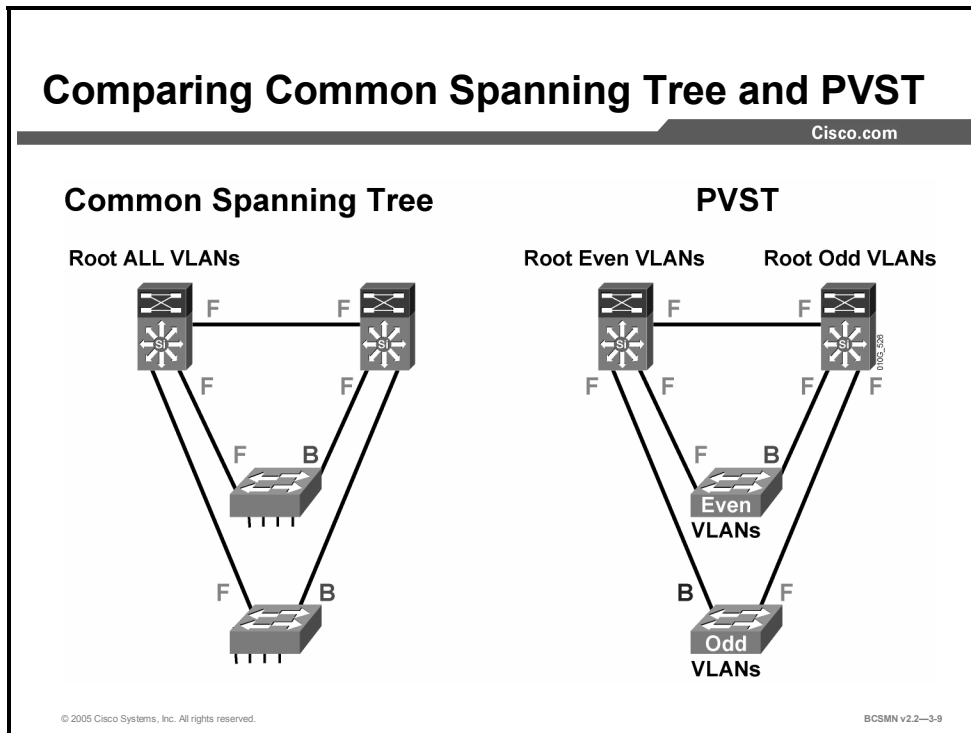 Comparing Common Spanning Tree and PVST
Cisco.com
Common Spanning Tree
Root ALL VLANs
F F
Si Si
F F
F B
F B
PVST
Root Even VLANs Root Odd VLANs
F F
Si Si
010G_526
F F F F
F B
Even
VLANs
B F
Odd
VLANs
© 2005 Cisco Systems, Inc. All rights reserved.
BCSMN v2.2—3-9